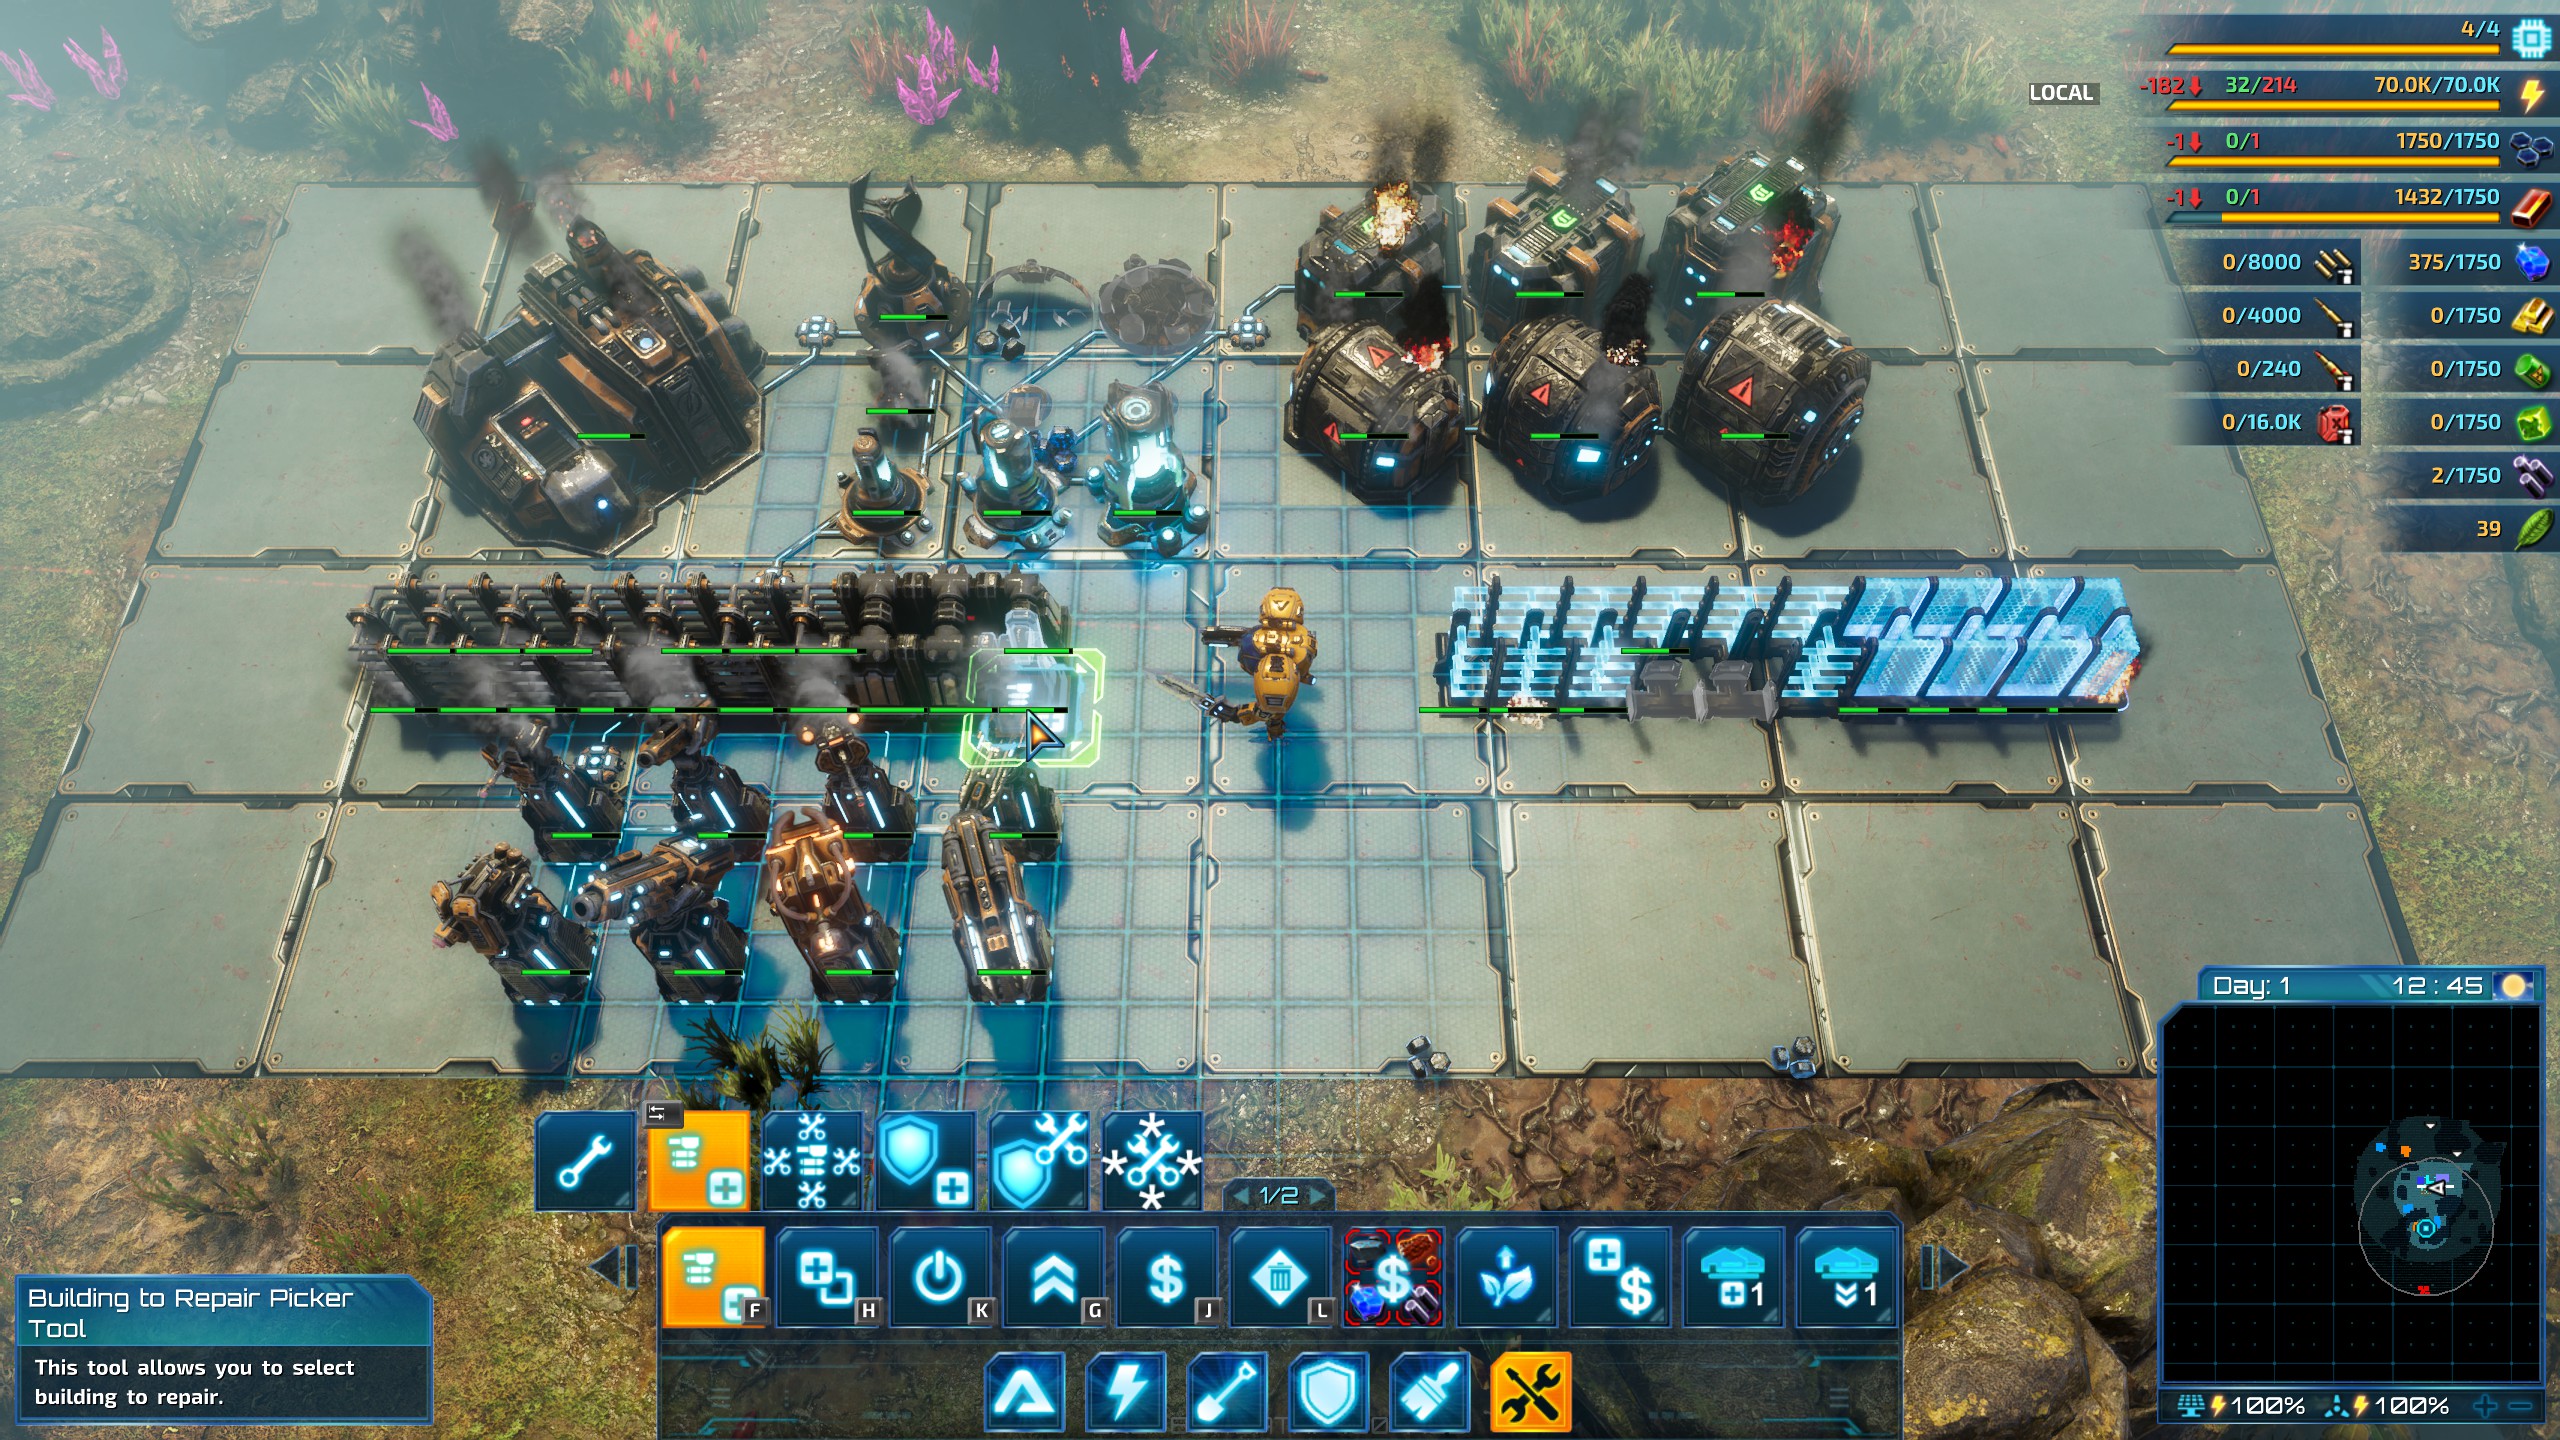 4/4
LOCAL
-182 32/214 70.0K/70.0K
-1 0/1 1750/1750
-1 0/1 1432/1750
0/8000 375/1750
0/4000 0/1750
0/240 0/1750
0/16.0K 0/1750
2/1750
39
Day: 1 12:45
1/2
F H K G J L 1 1
Building to Repair Picker
Tool
This tool allows you to select
building to repair.
100% 100%